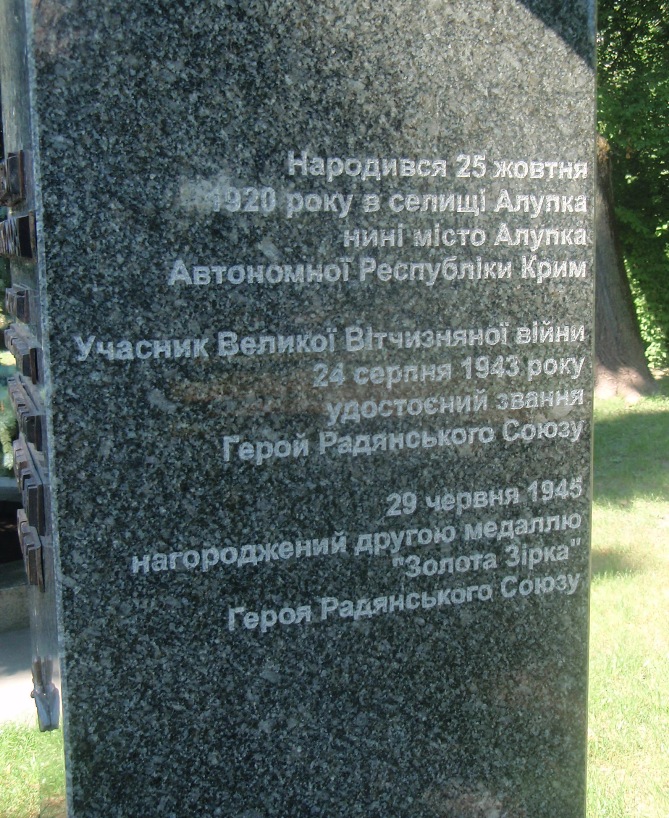 Народився 25 жовтня
1920 року в селищі Алупка
нині місто Алупка
Автономної Республіки Крим
Учасник Великої Вітчизняної війни
24 серпня 1943 року
удостоєний звання
Герой Радянського Союзу
29 червня 1945
нагороджений другою медаллю
"Золота Зірка"
Героя Радянського Союзу